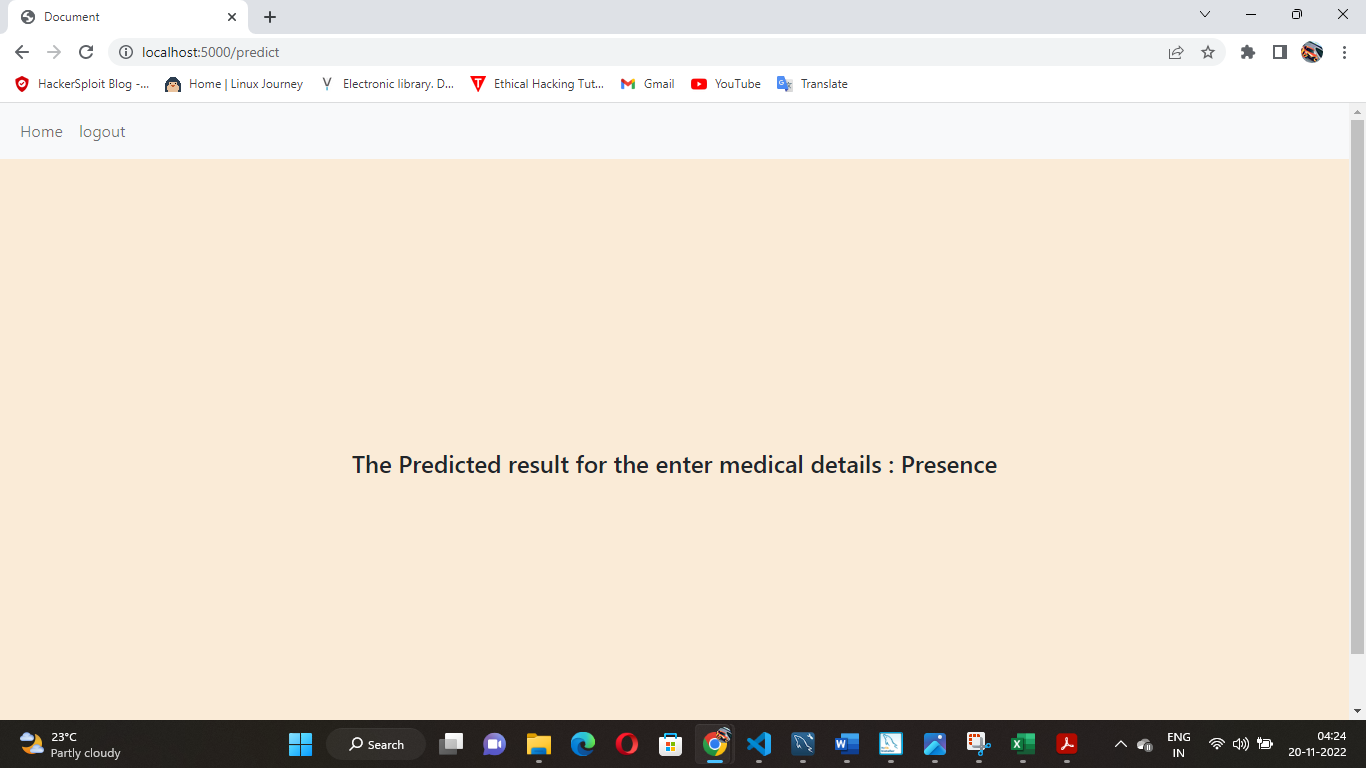 Document
localhost:5000/predict
HackerSploit Blog -... Home | Linux Journey Electronic library. D... Ethical Hacking Tut... Gmail YouTube Translate
Home logout
The Predicted result for the enter medical details : Presence
23°C
Partly cloudy
Search
ENG
IN
04:24
20-11-2022